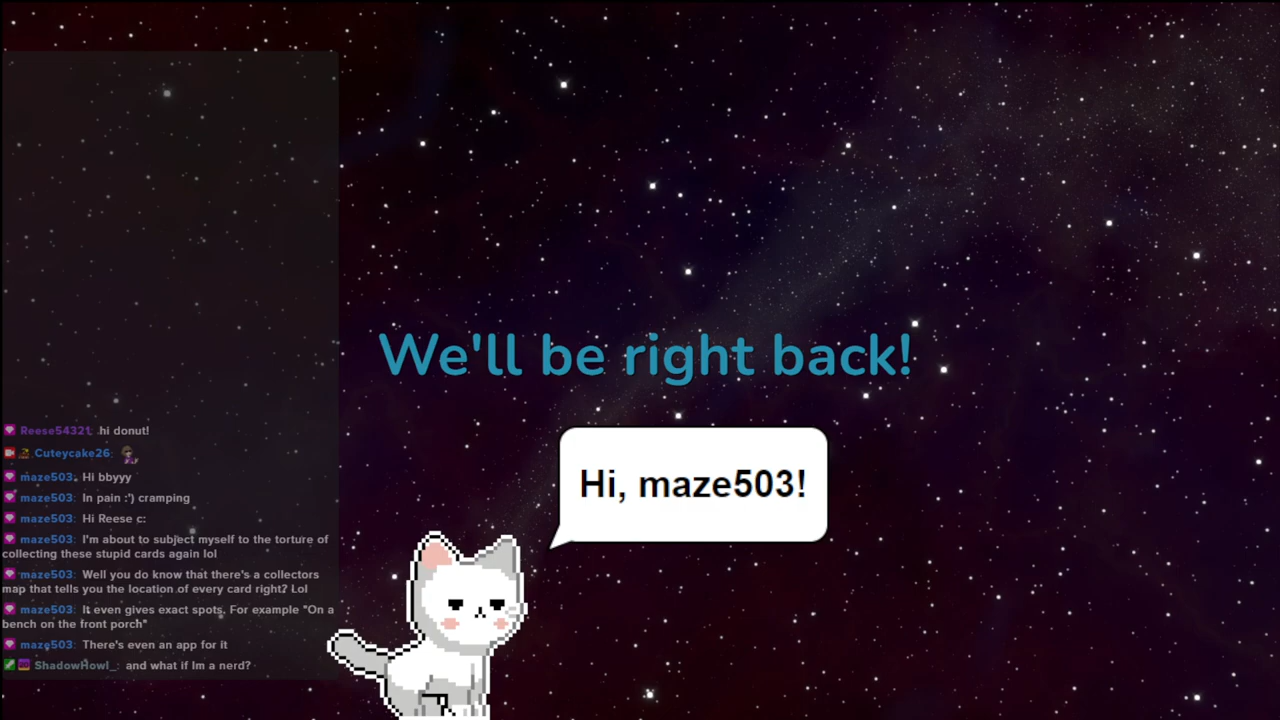 We'll be right back!
Hi, maze503!
Reese54321: hi donut!
Cuteycake26:
maze503: Hi bbyyy
maze503: In pain :') cramping
maze503: Hi Reese c:
maze503: I'm about to subject myself to the torture of
collecting these stupid cards again lol
maze503: Well you do know that there's a collectors
map that tells you the location of every card right? Lol
maze503: It even gives exact spots. For example "On a
bench on the front porch"
maze503: There's even an app for it
ShadowHowl_: and what if Im a nerd?